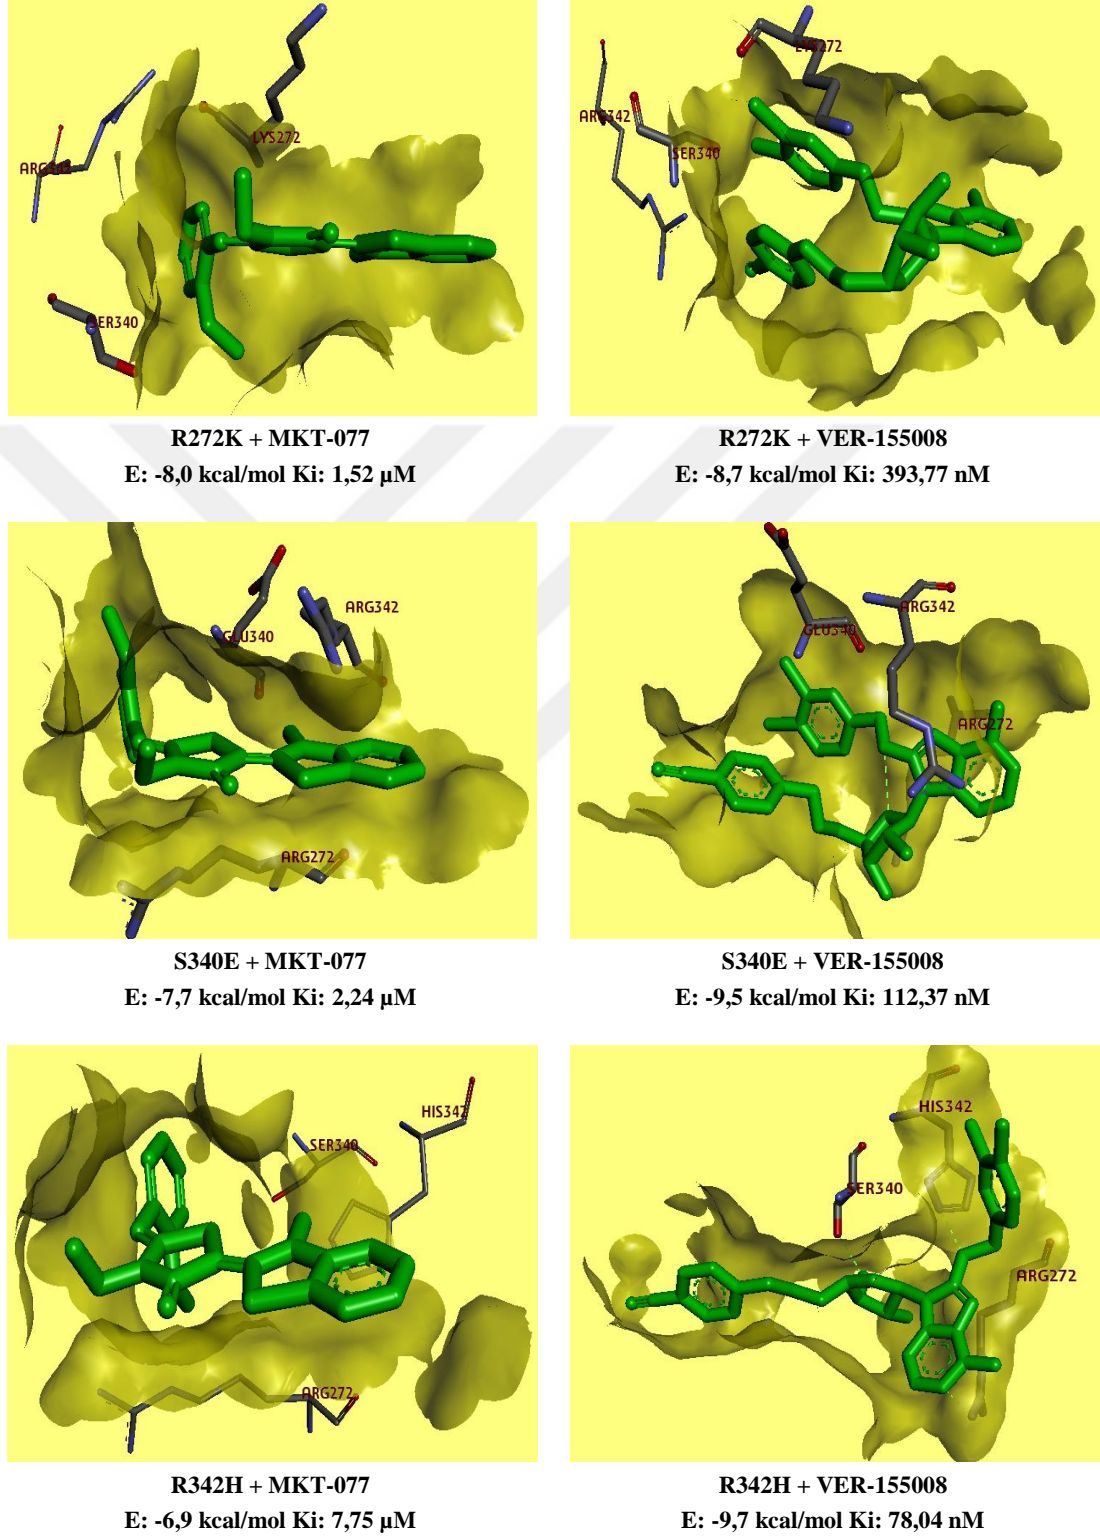 LYS272
ARG342
SER340
LYS272
ARG342
SER340
R272K + MKT-077
E: -8,0 kcal/mol Ki: 1,52 µM
R272K + VER-155008
E: -8,7 kcal/mol Ki: 393,77 nM
ARG342
GLU340
ARG272
ARG342
GLU340
ARG272
S340E + MKT-077
E: -7,7 kcal/mol Ki: 2,24 µM
S340E + VER-155008
E: -9,5 kcal/mol Ki: 112,37 nM
HIS342
SER340
ARG272
HIS342
SER340
ARG272
R342H + MKT-077
E: -6,9 kcal/mol Ki: 7,75 µM
R342H + VER-155008
E: -9,7 kcal/mol Ki: 78,04 nM